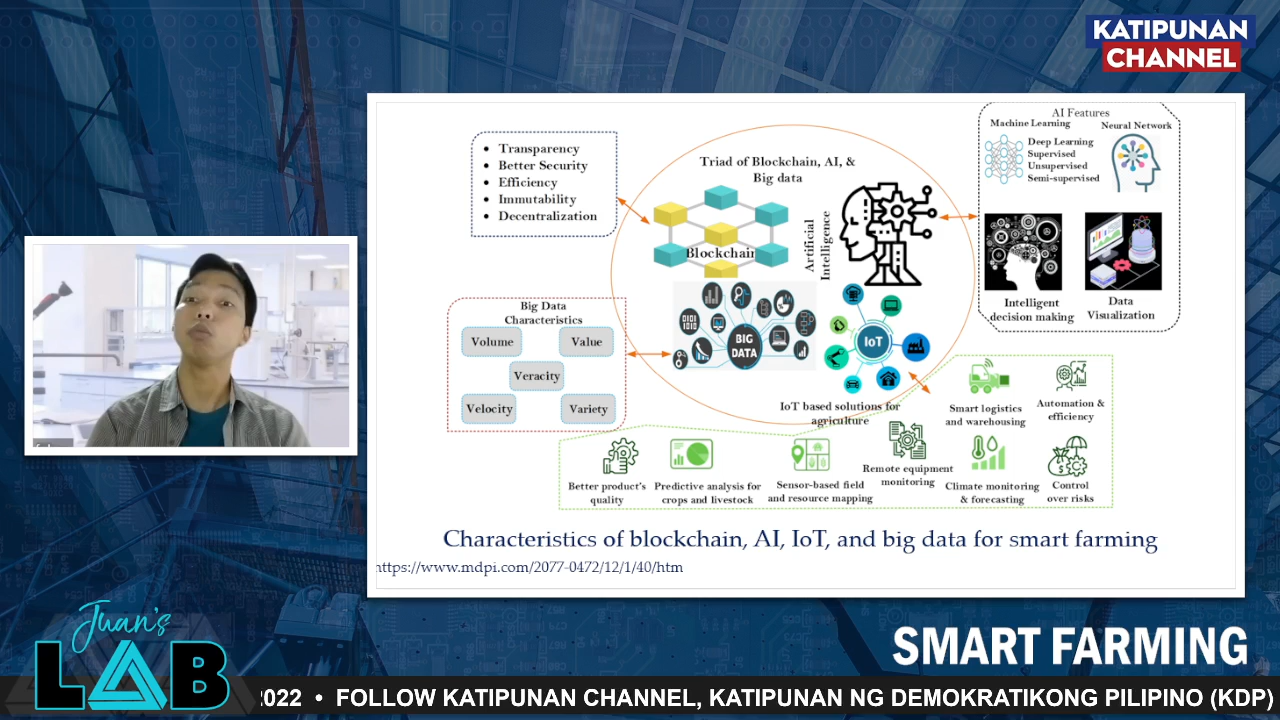 KATIPUNAN
CHANNEL
Transparency
Better Security
Efficiency
Immutability
Decentralization
Triad of Blockchain, AI, &
Big data
Blockchain
Artificial
Intelligence
AI Features
Machine Learning
Neural Network
Deep Learning
Supervised
Unsupervised
Semi-supervised
Intelligent
decision making
Data
Visualization
Big Data
Characteristics
Volume
Value
Veracity
Velocity
Variety
BIG
DATA
IoT
IoT based solutions for
agriculture
Smart logistics
and warehousing
Automation &
efficiency
Better product's
quality
Predictive analysis for
crops and livestock
Sensor-based field
and resource mapping
Remote equipment
monitoring
Climate monitoring
& forecasting
Control
over risks
Characteristics of blockchain, AI, IoT, and big data for smart farming
https://www.mdpi.com/2077-0472/12/1/40/htm
Juan's
LAB
SMART FARMING
2022 • FOLLOW KATIPUNAN CHANNEL, KATIPUNAN NG DEMOKRATIKONG PILIPINO (KDP)